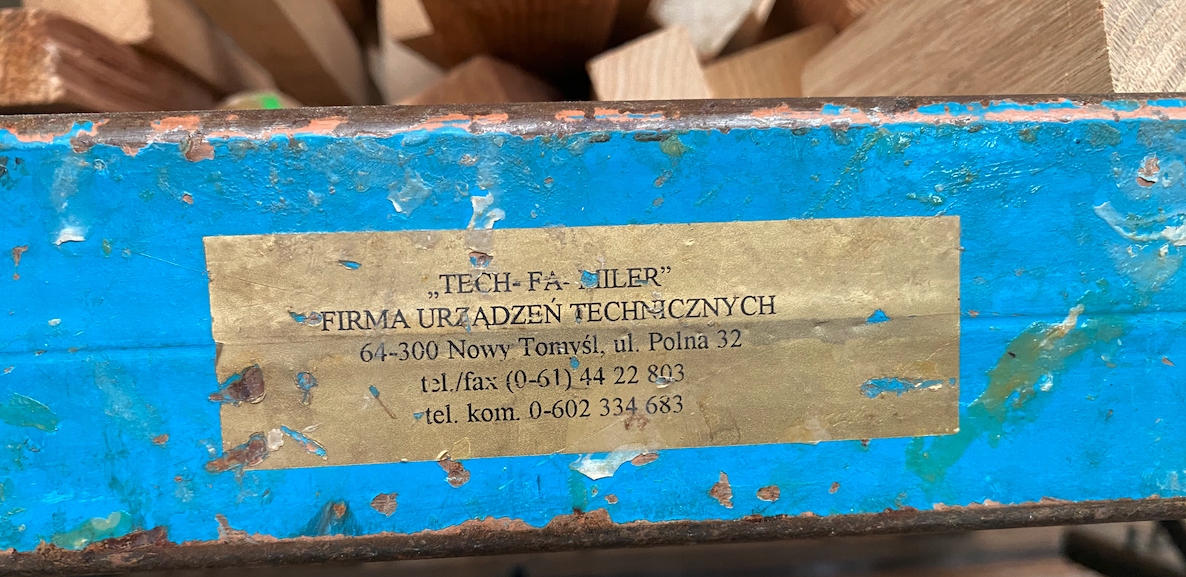 „TECH- FA- MILER”
FIRMA URZĄDZEŃ TECHNICZNYCH
64-300 Nowy Tomyśl, ul. Polna 32
tel./fax (0-61) 44 22 803
tel. kom. 0-602 334 683